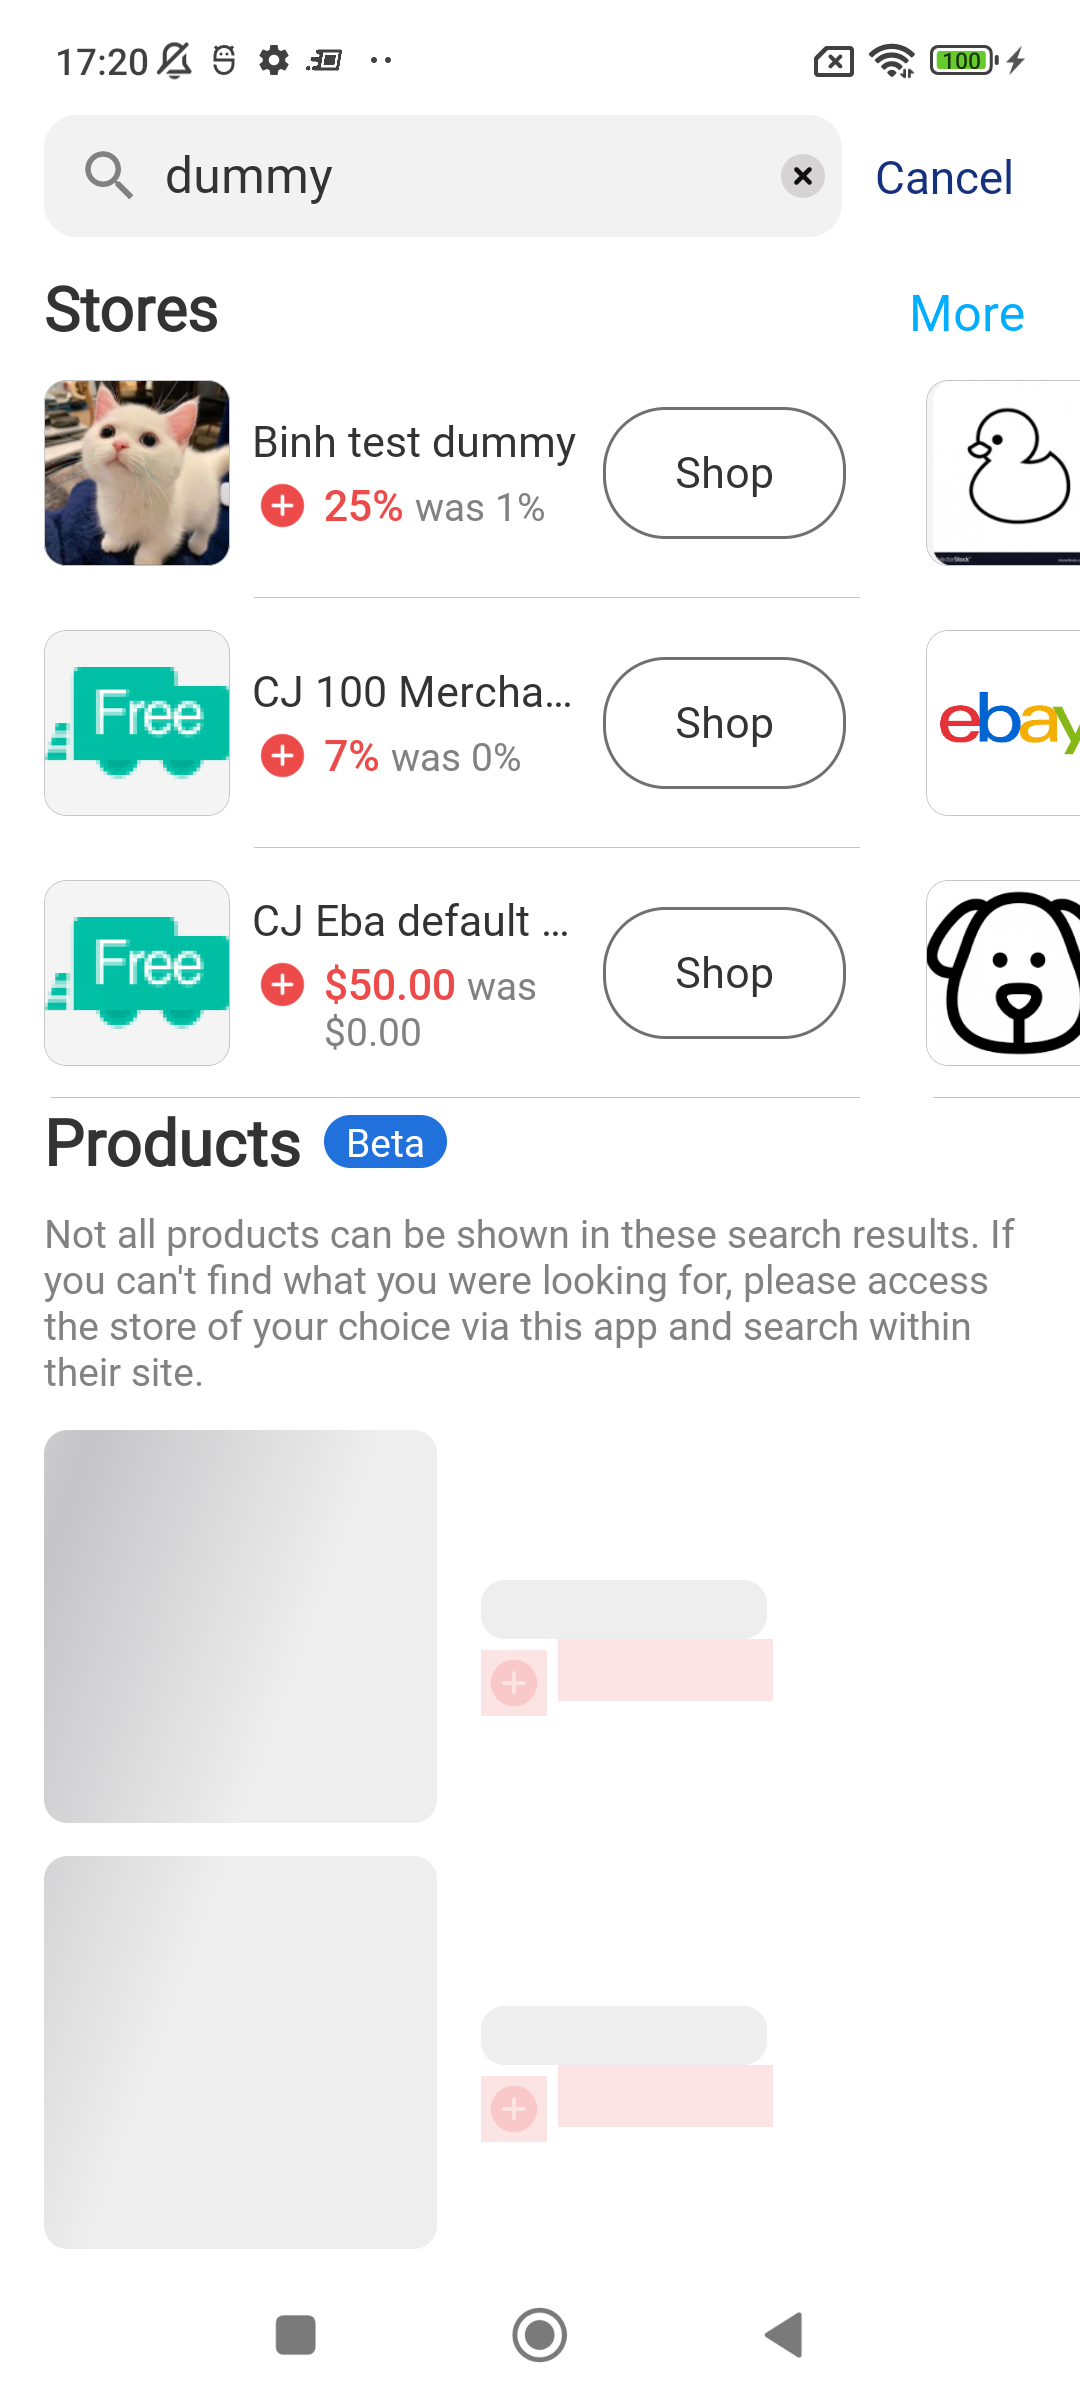 17:20
100
dummy
Cancel
Stores
More
Binh test dummy
25% was 1%
Shop
VectorStock
Free
CJ 100 Mercha...
7% was 0%
Shop
ebay
Free
CJ Eba default ...
$50.00 was
$0.00
Shop
Products
Beta
Not all products can be shown in these search results. If
you can't find what you were looking for, please access
the store of your choice via this app and search within
their site.